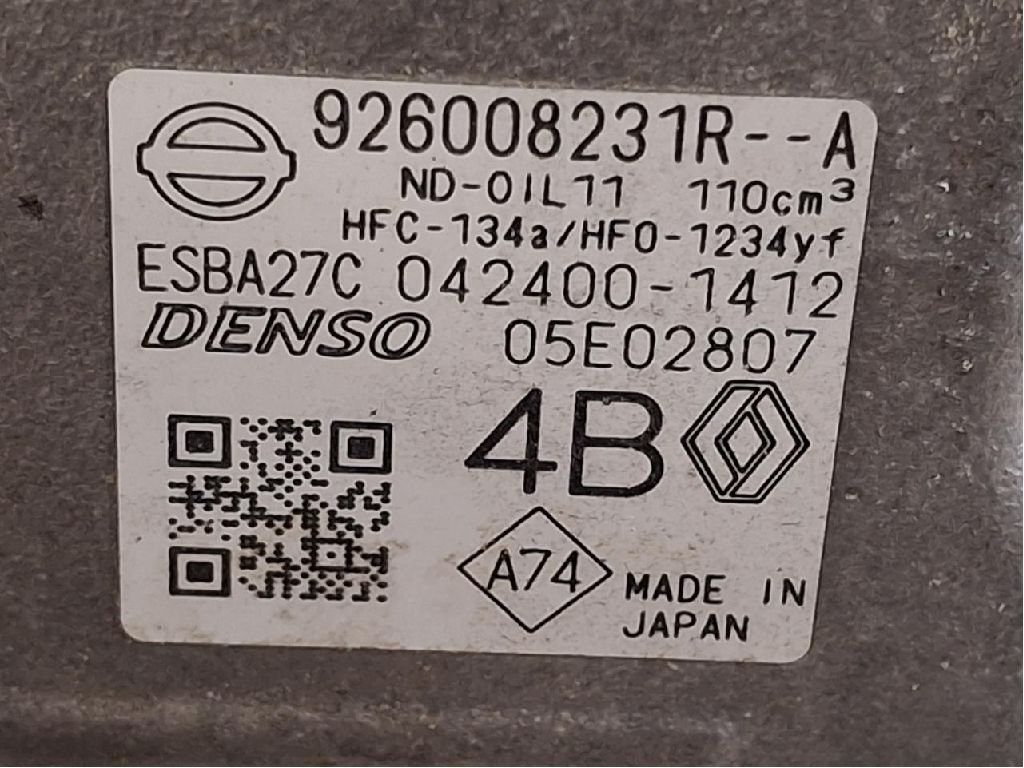 926008231R--A
ND-OIL11 110cm³
HFC-134a/HFO-1234yf
ESBA27C 042400-1412
DENSO 05E02807
4B
A74 MADE IN
JAPAN